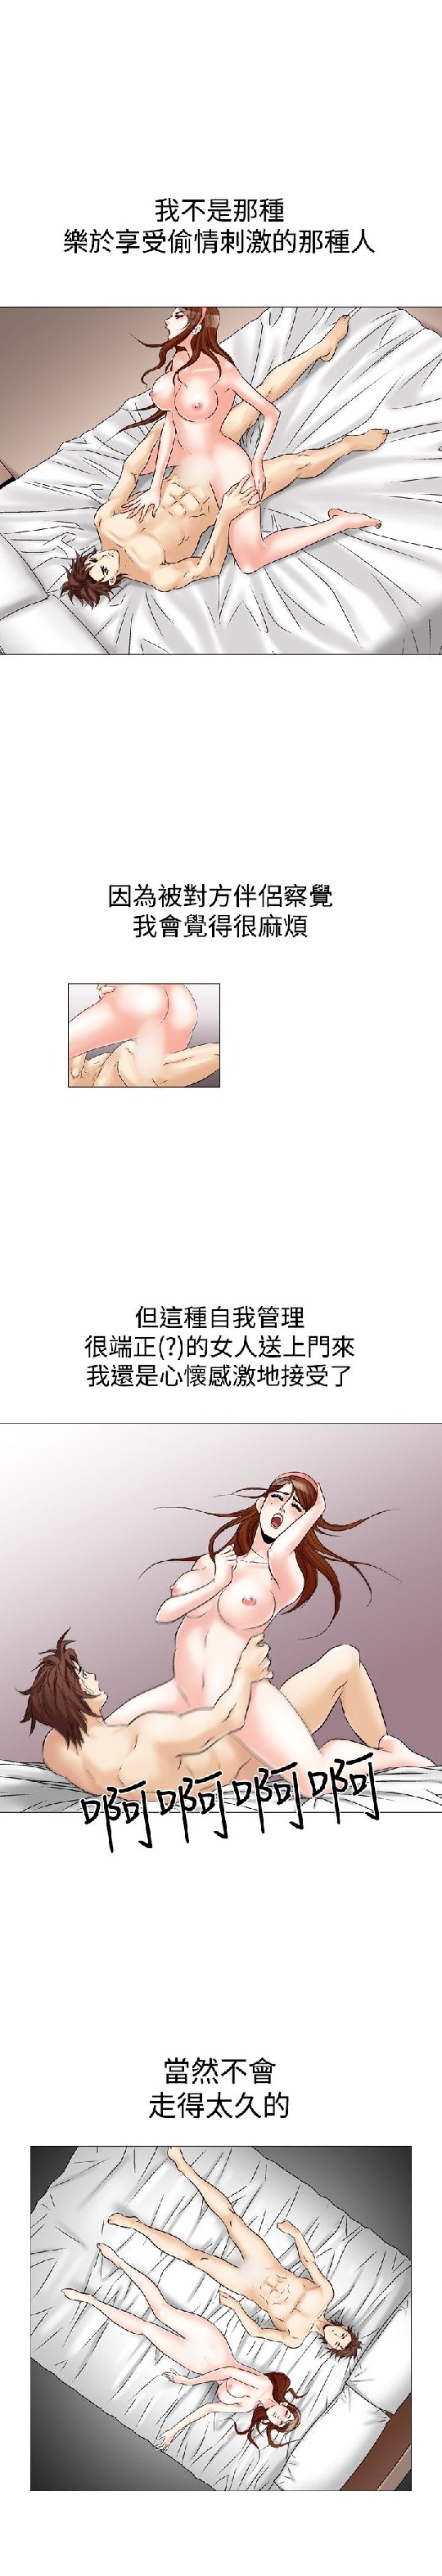 我不是那種
樂於享受偷情刺激的那種人
因為被對方伴侶察覺
我會覺得很麻煩
但這種自我管理
很端正(?)的女人送上門來
我還是心懷感激地接受了
啊啊啊啊
當然不會
走得太久的